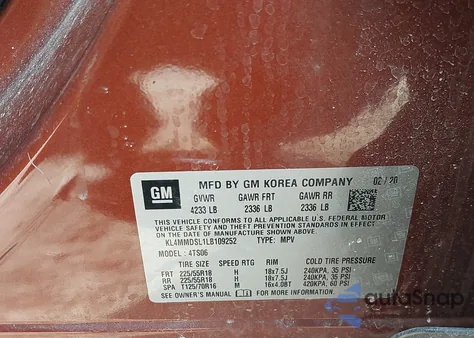 GM
MFD BY GM KOREA COMPANY 02/20
GVWR GAWR FRT GAWR RR
4233 LB 2336 LB 2336 LB
THIS VEHICLE CONFORMS TO ALL APPLICABLE U.S. FEDERAL MOTOR
VEHICLE SAFETY, BUMPER, AND THEFT PREVENTION STANDARDS IN EFFECT
ON THE DATE OF MANUFACTURE SHOWN ABOVE.
KL4MMDSL1LB109252 TYPE: MPV
MODEL: 4TS06
TIRE SIZE SPEED RTG RIM COLD TIRE PRESSURE
FRT 225/55R18 H 18x7.5J 240KPA, 35 PSI
RR 225/55R18 H 18x7.5J 240KPA, 35 PSI
SPA T125/70R16 M 16x4.0BT 420KPA, 60 PSI
SEE OWNER'S MANUAL FOR ADDITIONAL INFORMATION
autoSnap